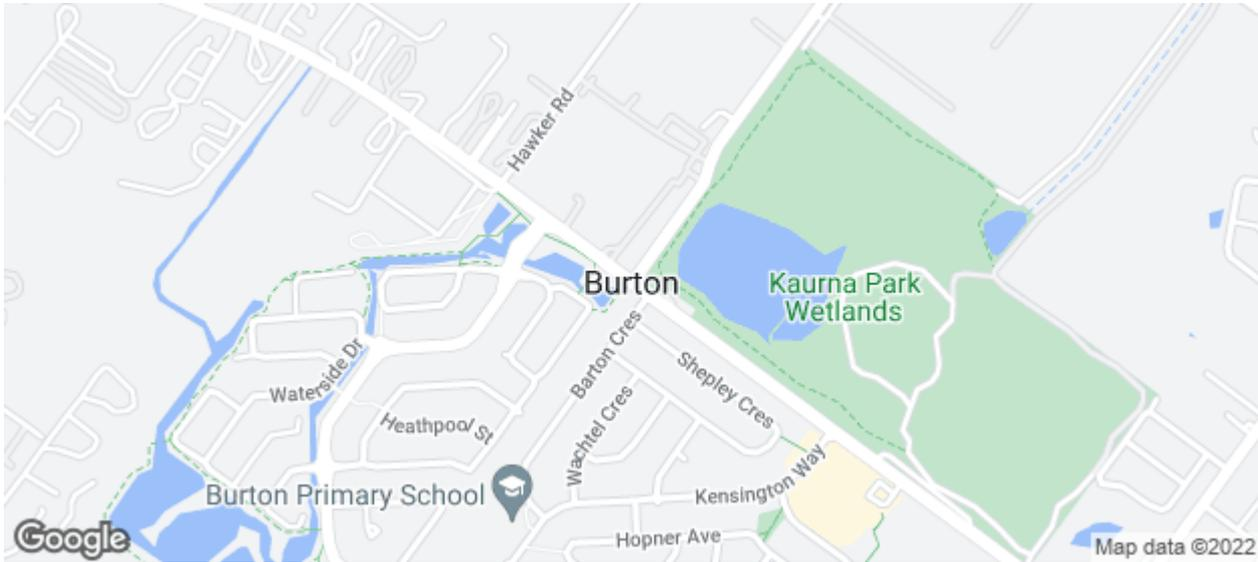 Hawker Rd
Burton
Kaurna Park
Wetlands
Barton Cres
Shepley Cres
Waterside Dr
Wachtel Cres
Heathpool St
Kensington Way
Burton Primary School
Hopner Ave
Google
Map data ©2022